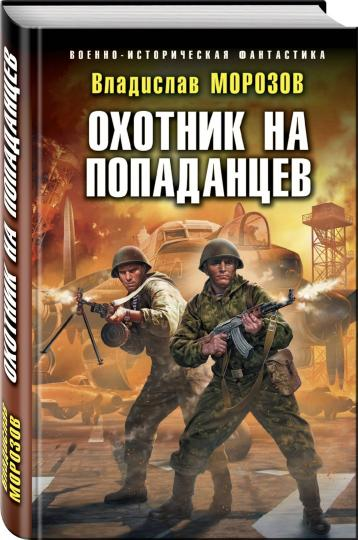 ВОЕННО-ИСТОРИЧЕСКАЯ ФАНТАСТИКА
Владислав МОРОЗОВ
ОХОТНИК НА
ПОПАДАНЦЕВ
Владислав
МОРОЗОВ
ОХОТНИК НА ПОПАДАНЦЕВ